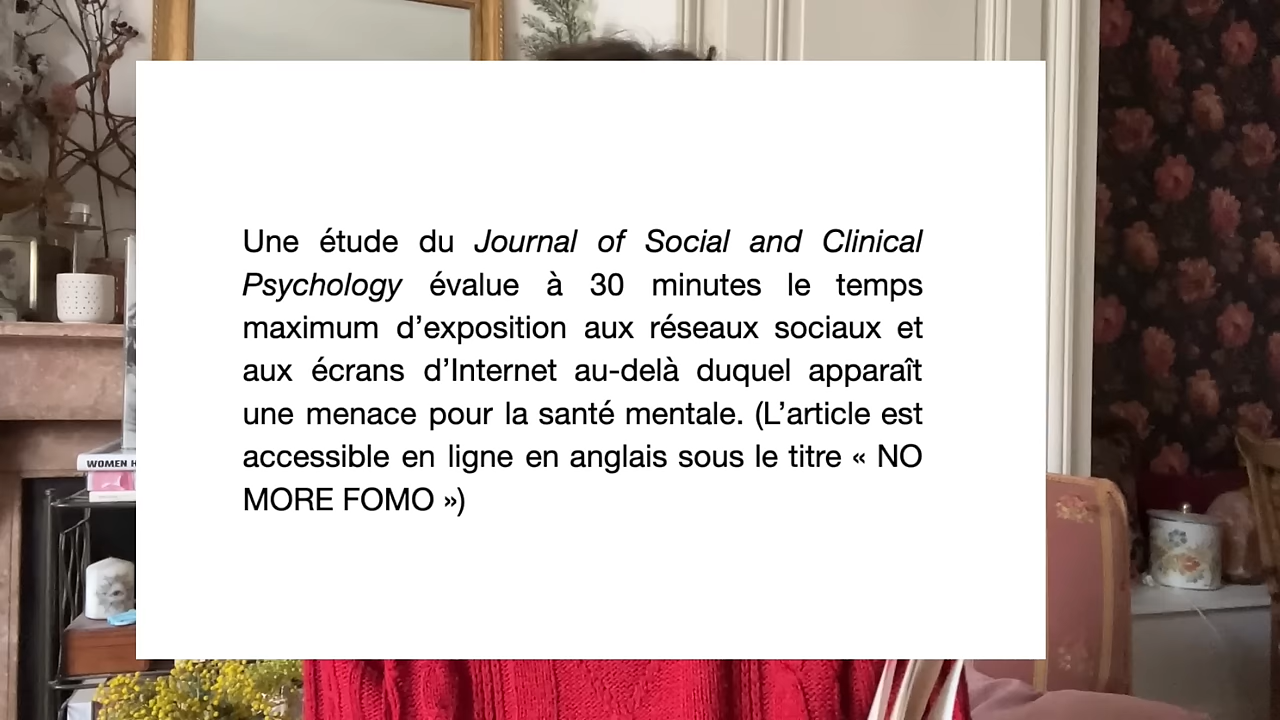 Une étude du Journal of Social and Clinical
Psychology évalue à 30 minutes le temps
maximum d’exposition aux réseaux sociaux et
aux écrans d’Internet au-delà duquel apparaît
une menace pour la santé mentale. (L’article est
accessible en ligne en anglais sous le titre « NO
MORE FOMO »)
WOMEN